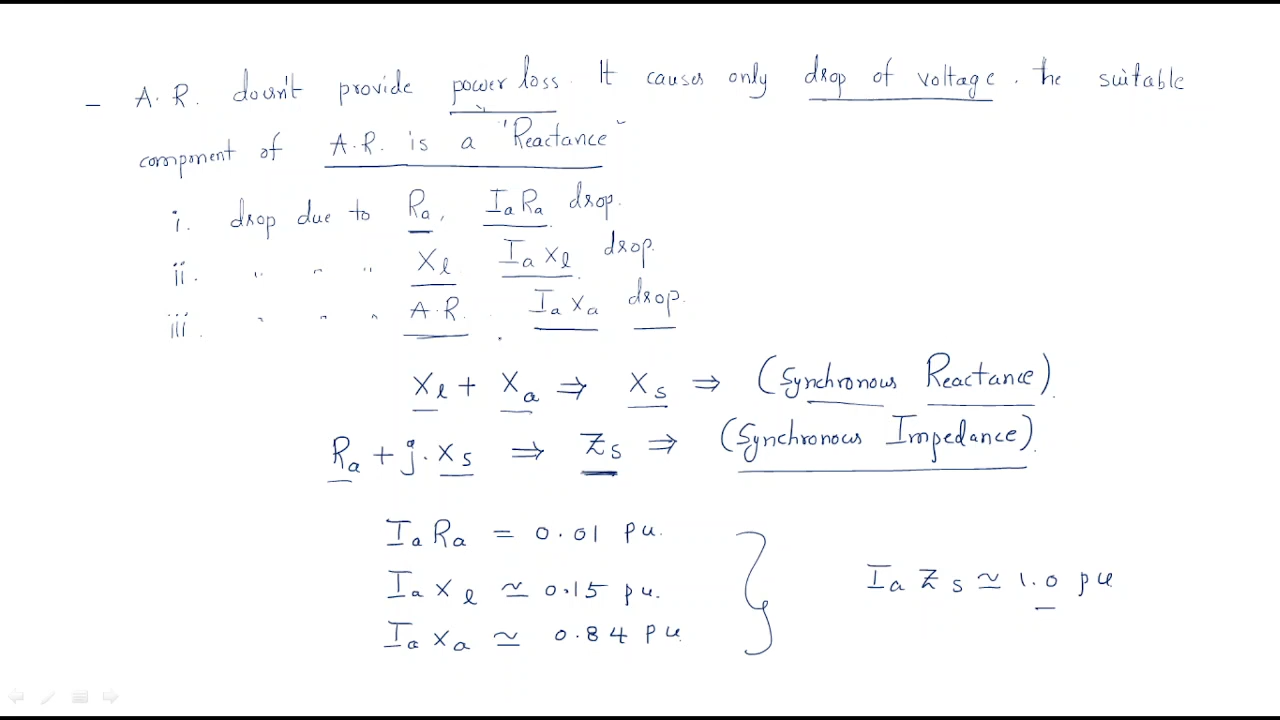 - A.R. doesn't provide power loss. It causes only drop of voltage. The suitable
component of A.R. is a "Reactance"
i. drop due to Ra, IaRa drop.
ii. " " " Xl IaXl drop.
iii. " " " A.R. IaXa drop.
Xl + Xa ⇒ Xs ⇒ (Synchronous Reactance).
Ra + j.Xs ⇒ Zs ⇒ (Synchronous Impedance).
IaRa = 0.01 pu.
IaXl ≃ 0.15 pu.
IaXa ≃ 0.84 pu.
} IaZs ≃ 1.0 pu